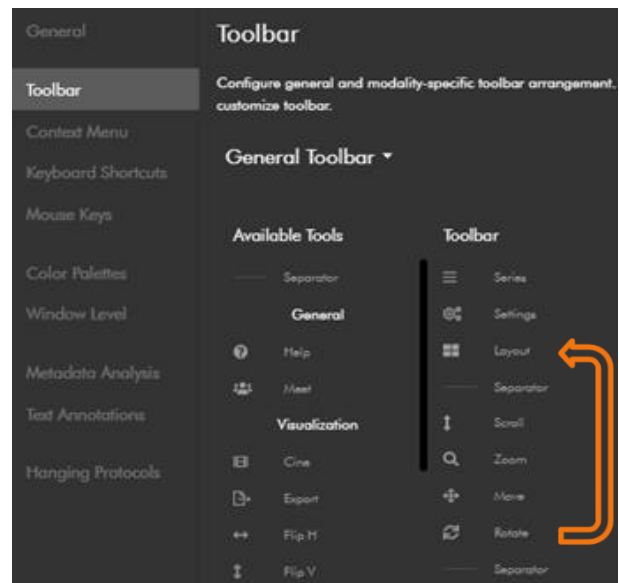 General
Toolbar
Context Menu
Keyboard Shortcuts
Mouse Keys
Color Palettes
Window Level
Metadata Analysis
Text Annotations
Hanging Protocols
Toolbar
Configure general and modality-specific toolbar arrangement.
customize toolbar.
General Toolbar
Available Tools
Separator
General
Help
Meet
Visualization
Cine
Export
Flip H
Flip V
Toolbar
Series
Settings
Layout
Separator
Scroll
Zoom
Move
Rotate
Separator